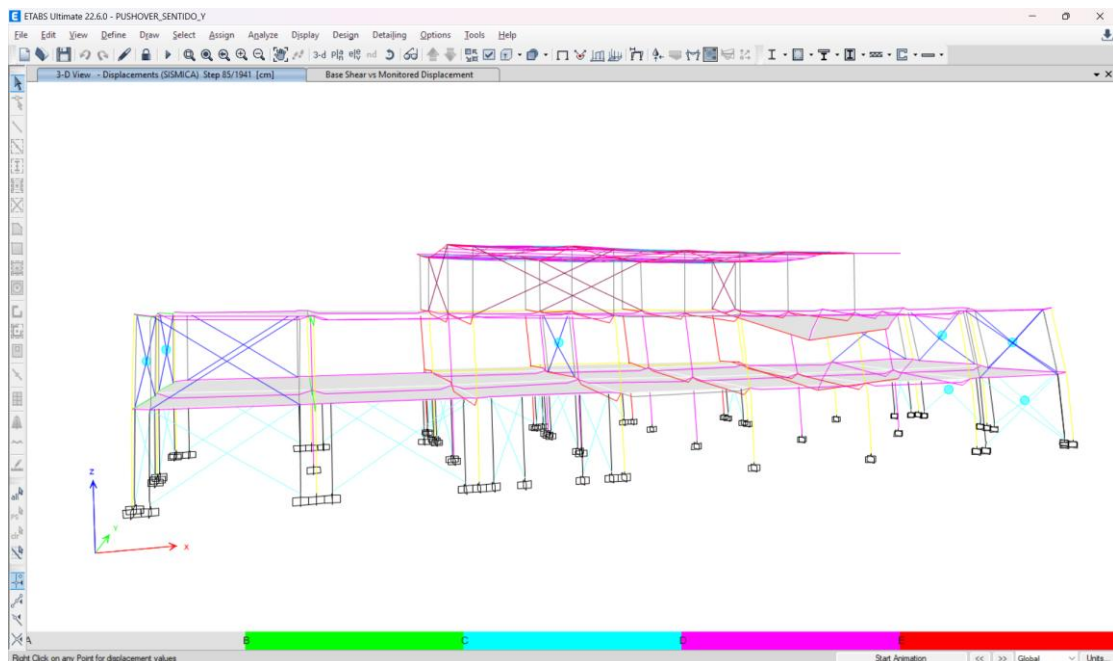 ETABS Ultimate 22.6.0 - PUSHOVER_SENTIDO_Y
File Edit View Define Draw Select Assign Analyze Display Design Detailing Options Tools Help
3-d
nd
3-D View - Displacements (SISMICA) Step 85/1941 [cm]
Base Shear vs Monitored Displacement
Z
Y
X
A B C D E
Right Click on any Point for displacement values
Start Animation << >> Global Units...